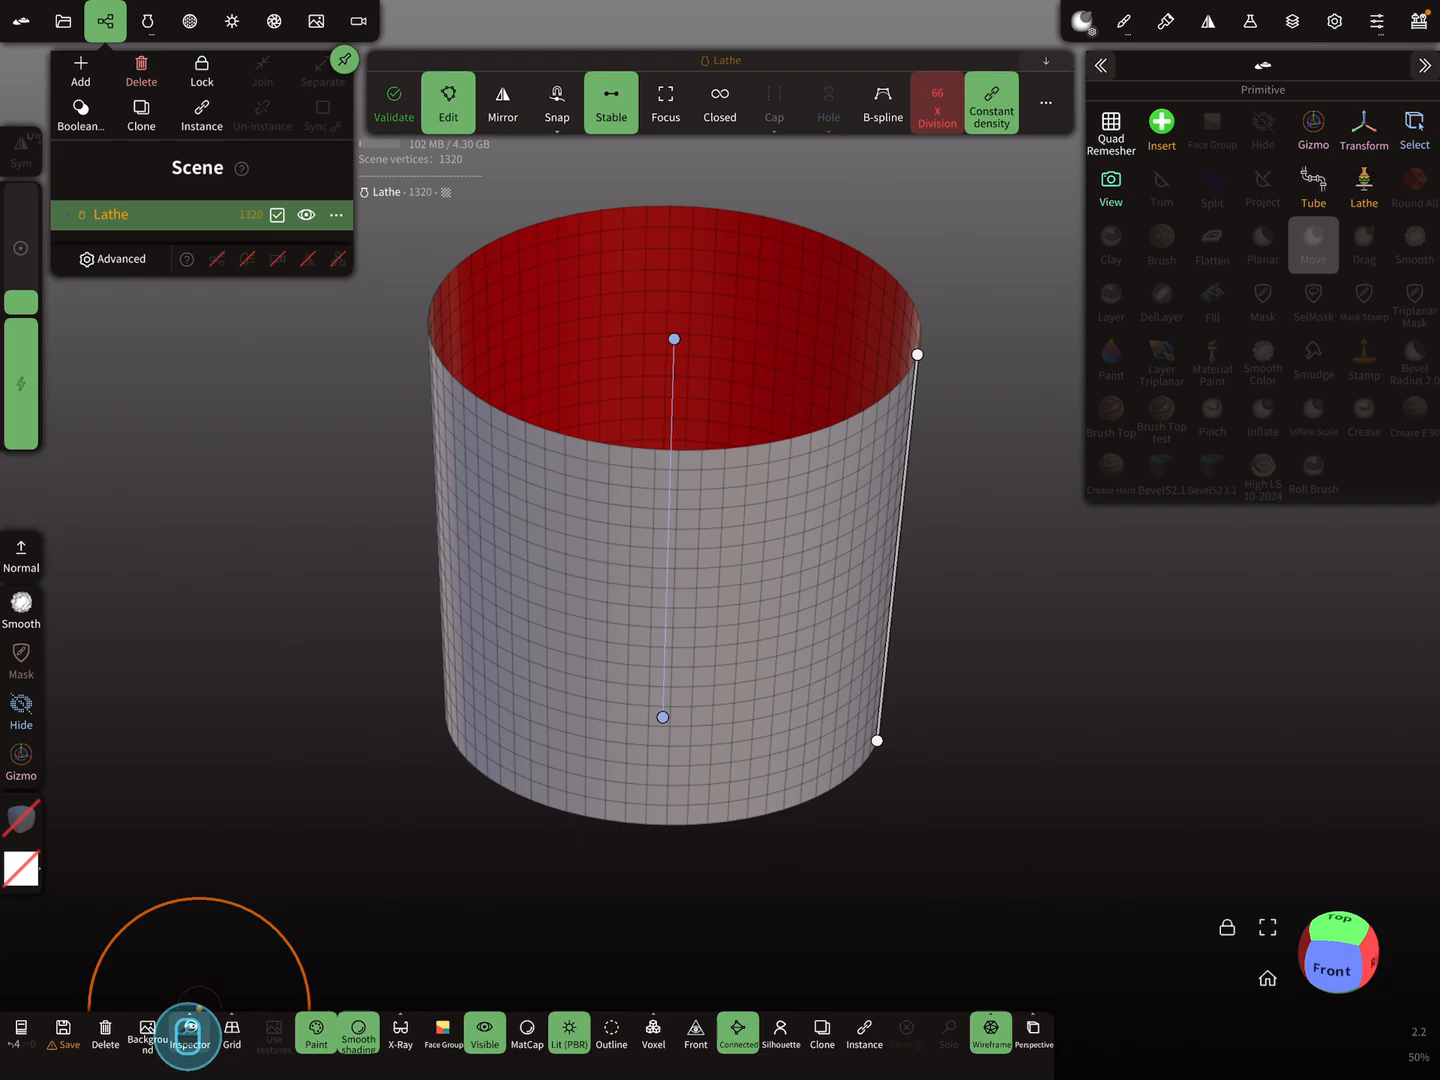 Add
Delete
Lock
Join
Separate
Boolean...
Clone
Instance
Un-instance
Sync
Scene
Lathe
1320
Advanced
Lathe
Validate
Edit
Mirror
Snap
Stable
Focus
Closed
Cap
Hole
B-spline
66
X
Division
Constant
density
102 MB / 4.30 GB
Scene vertices: 1320
Lathe - 1320 -
Primitive
Quad
Remesher
Insert
Face Group
Hide
Gizmo
Transform
Select
View
Trim
Split
Project
Tube
Lathe
Round All
Clay
Brush
Flatten
Planar
Move
Drag
Smooth
Layer
DelLayer
Fill
Mask
SelMask
Mask Stamp
Triplanar
Mask
Paint
Layer
Triplanar
Material
Paint
Smooth
Color
Smudge
Stamp
Bevel
Radius 2.0
Brush Top
Brush Top
test
Pinch
Inflate
Inflate Scale
Crease
Crease E 90
Crease Hard
BevelS2.1
BevelS2 1.1
High LS
10-2024
Roll Brush
Sym
Normal
Smooth
Mask
Hide
Gizmo
Top
Front
Save
Delete
Background
Inspector
Grid
Use
textures
Paint
Smooth
shading
X-Ray
Face Group
Visible
MatCap
Lit (PBR)
Outline
Voxel
Front
Connected
Silhouette
Clone
Instance
Solo
Wireframe
Perspective
2.2
50%